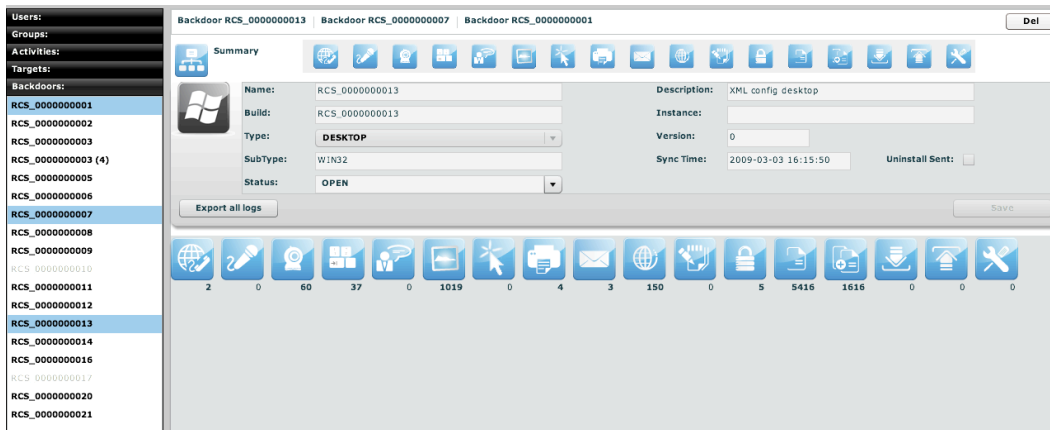 Users:
Groups:
Activities:
Targets:
Backdoors:
RCS_0000000001
RCS_0000000002
RCS_0000000003
RCS_0000000003 (4)
RCS_0000000005
RCS_0000000006
RCS_0000000007
RCS_0000000008
RCS_0000000009
RCS_0000000010
RCS_0000000011
RCS_0000000012
RCS_0000000013
RCS_0000000014
RCS_0000000016
RCS_0000000017
RCS_0000000020
RCS_0000000021
Backdoor RCS_0000000013 Backdoor RCS_0000000007 Backdoor RCS_0000000001 Del
Summary
Name: RCS_0000000013 Description: XML config desktop
Build: RCS_0000000013 Instance:
Type: DESKTOP Version: 0
SubType: WIN32 Sync Time: 2009-03-03 16:15:50 Uninstall Sent:
Status: OPEN
Export all logs Save
2 0 60 37 0 1019 0 4 3 150 0 5 5416 1616 0 0 0